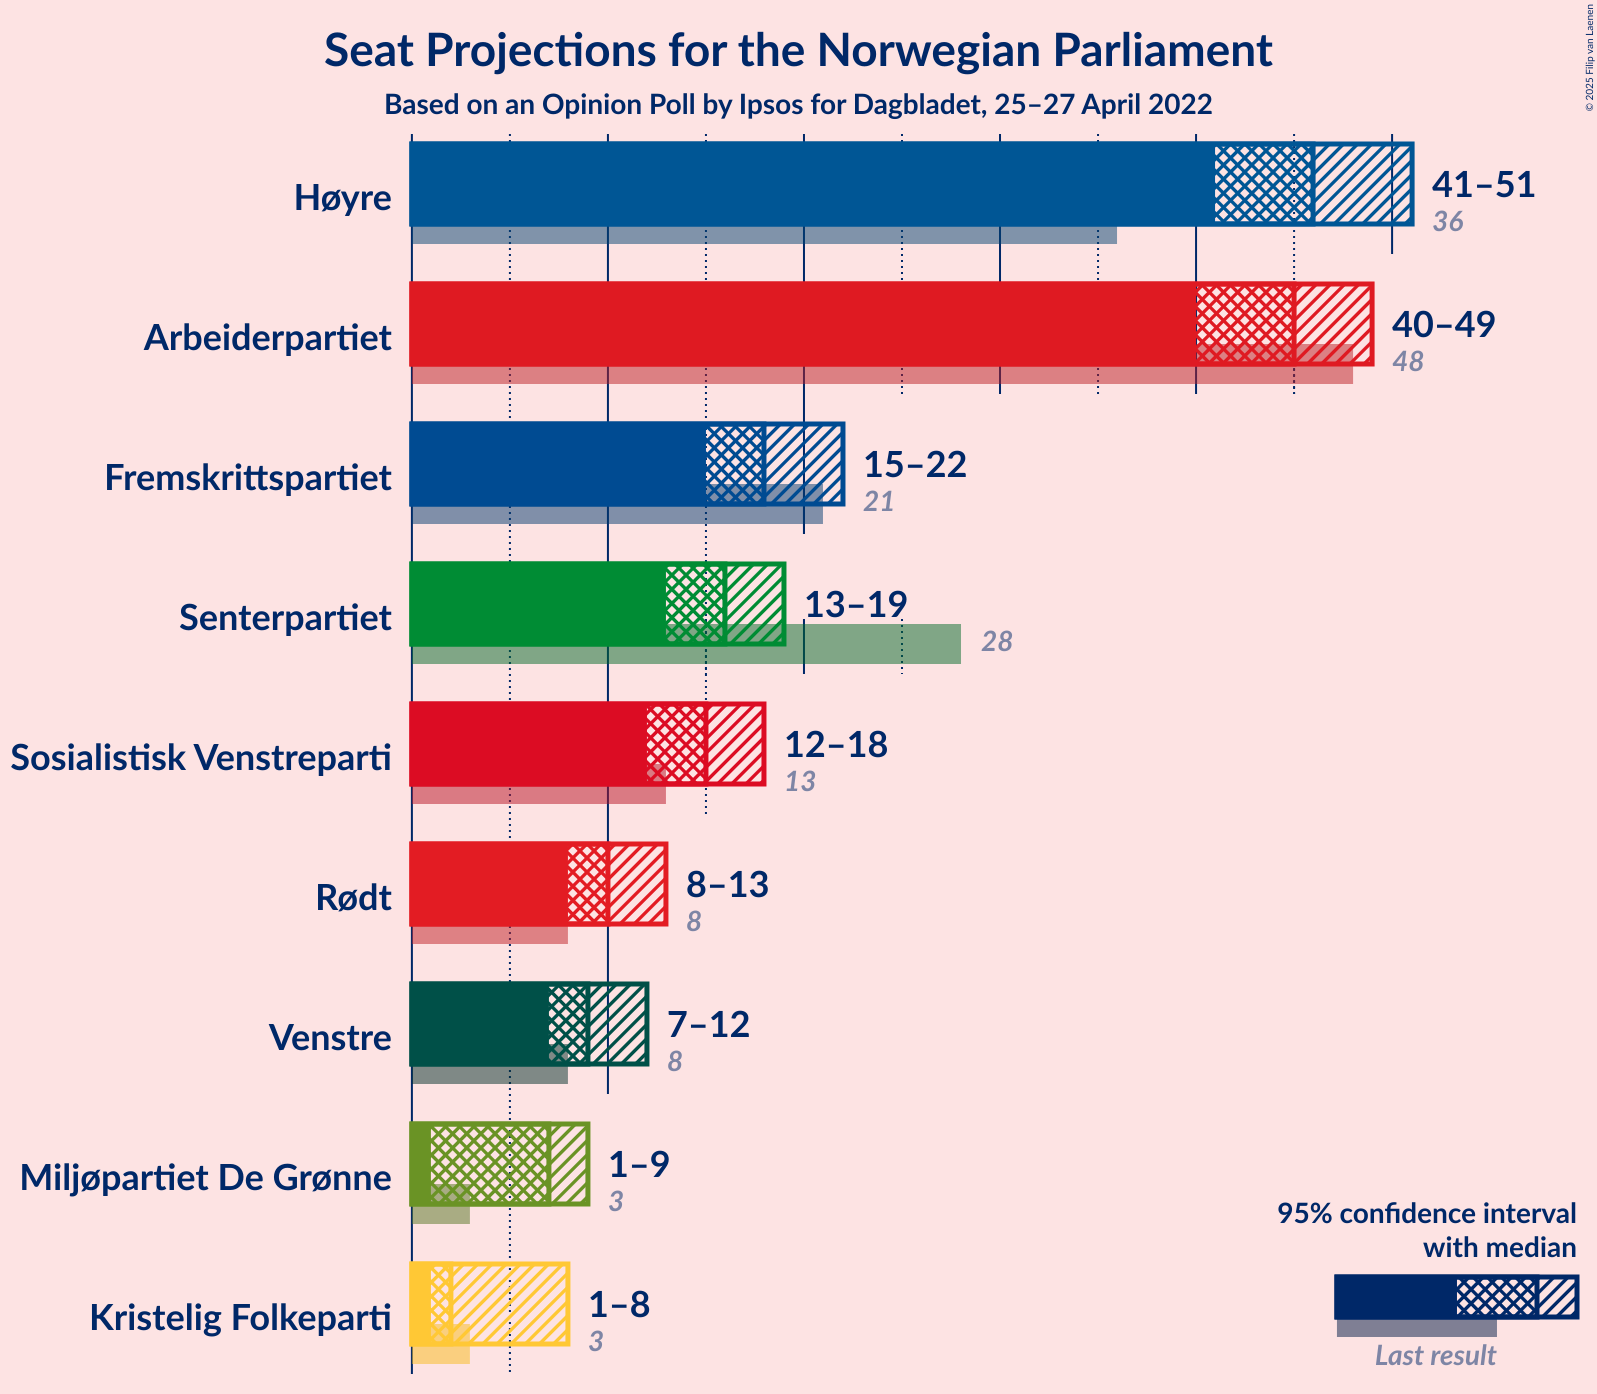 Seat Projections for the Norwegian Parliament
Based on an Opinion Poll by Ipsos for Dagbladet, 25–27 April 2022
© 2025 Filip van Laenen
Høyre
41–51
36
Arbeiderpartiet
40–49
48
Fremskrittspartiet
15–22
21
Senterpartiet
13–19
28
Sosialistisk Venstreparti
12–18
13
Rødt
8–13
8
Venstre
7–12
8
Miljøpartiet De Grønne
1–9
3
Kristelig Folkeparti
1–8
3
95% confidence interval
with median
Last result